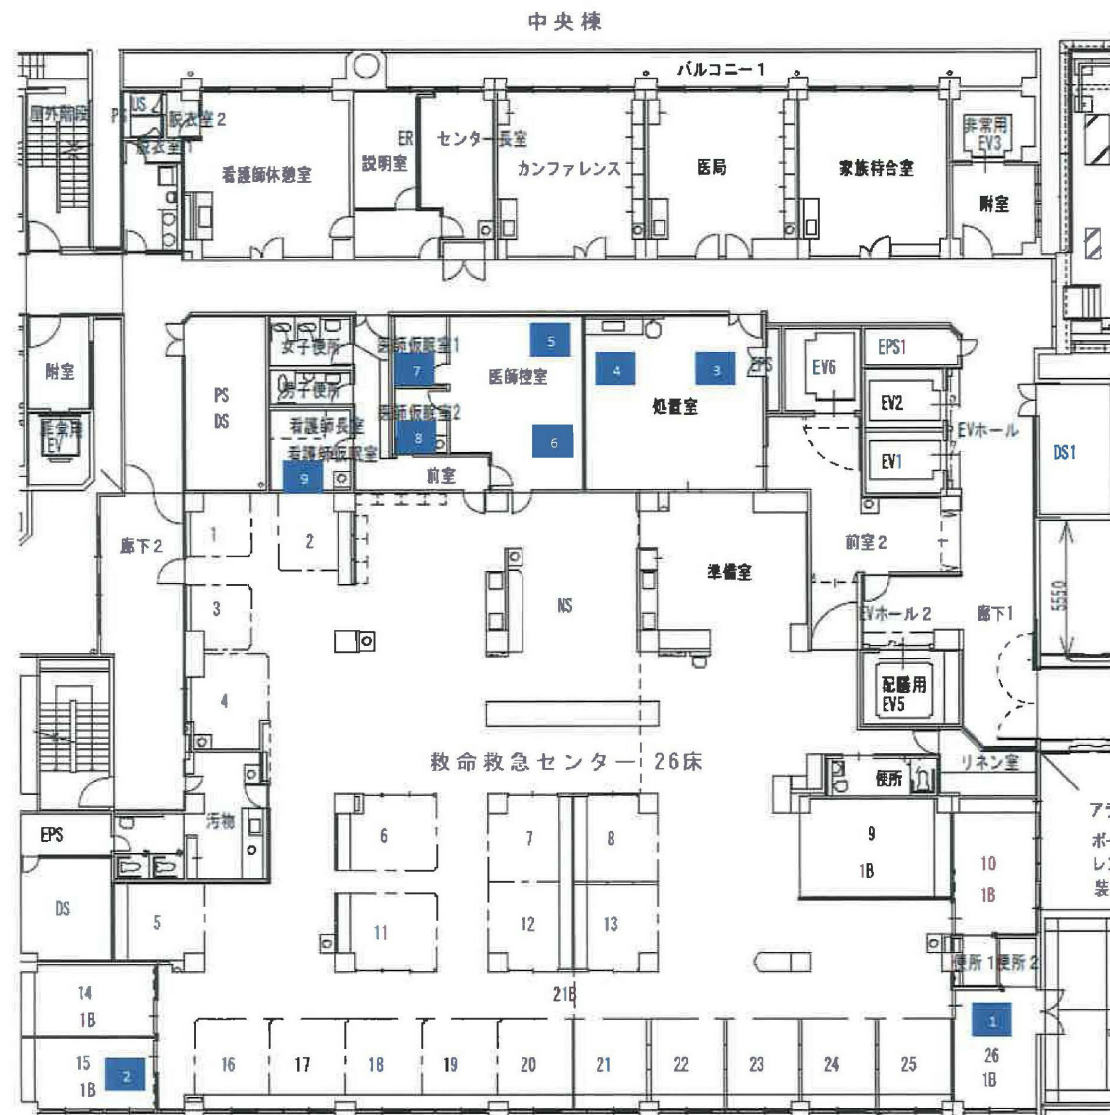 中央棟
バルコニー1
屋外階段
PS
US
脱衣室2
脱衣室1
看護師休憩室
ER
説明室
センター長室
カンファレンス
医局
家族待合室
非常用
EV3
附室
附室
非常用
EV
PS
DS
女子便所
男子便所
看護師長室
看護師仮眠室
9
医師仮眠室1
7
医師仮眠室2
8
前室
医師控室
5
6
4
3
処置室
EPS
EV6
EPS1
EV2
EV1
EVホール
DS1
廊下2
1
2
3
4
NS
準備室
前室2
EVホール2
廊下1
5550
配膳用
EV5
救命救急センター 26床
リネン室
便所
汚物
EPS
DS
5
6
7
8
9
1B
10
1B
11
12
13
便所1
便所2
14
1B
15
1B
2
21B
16
17
18
19
20
21
22
23
24
25
1
26
1B